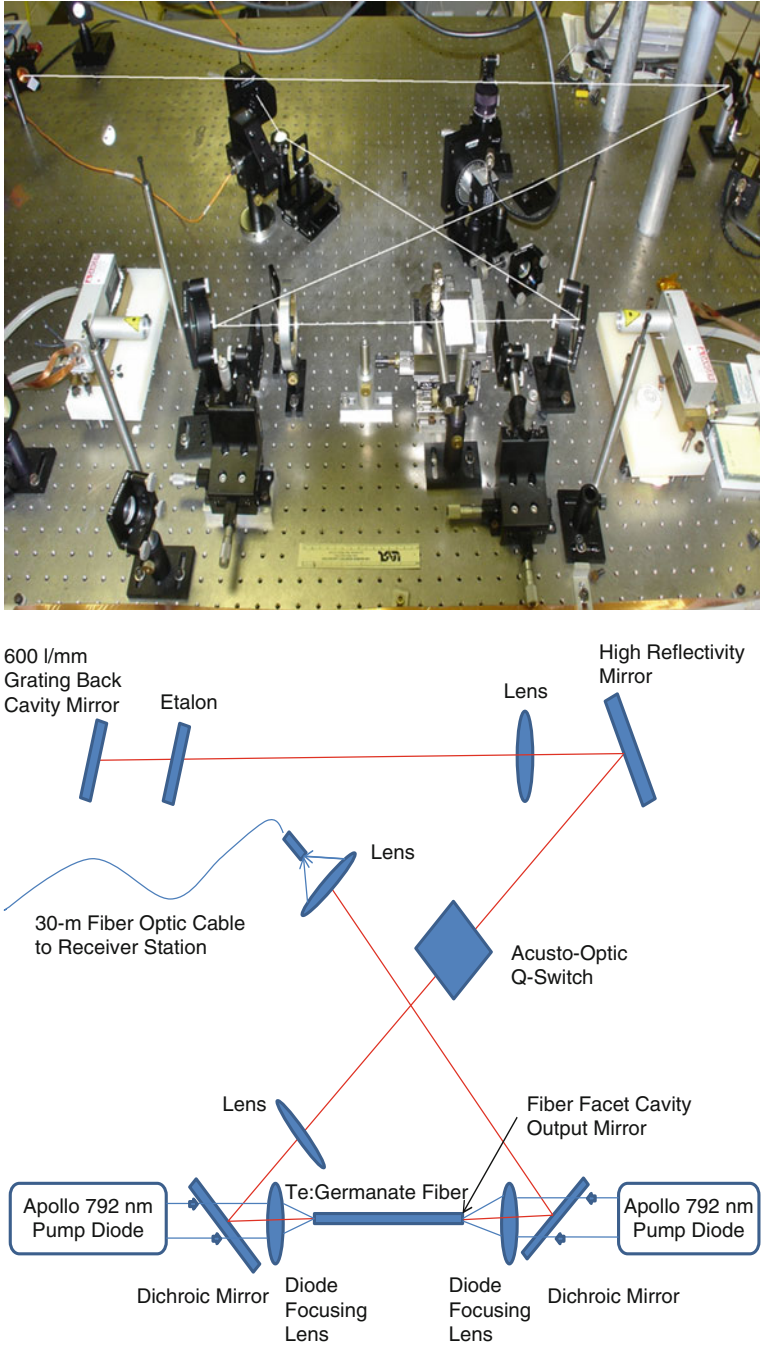 600 l/mm
Grating Back
Cavity Mirror
Etalon
Lens
High Reflectivity
Mirror
Lens
30-m Fiber Optic Cable
to Receiver Station
Acusto-Optic
Q-Switch
Lens
Fiber Facet Cavity
Output Mirror
Te:Germanate Fiber
Apollo 792 nm
Pump Diode
Apollo 792 nm
Pump Diode
Dichroic Mirror
Diode
Focusing
Lens
Diode
Focusing
Lens
Dichroic Mirror